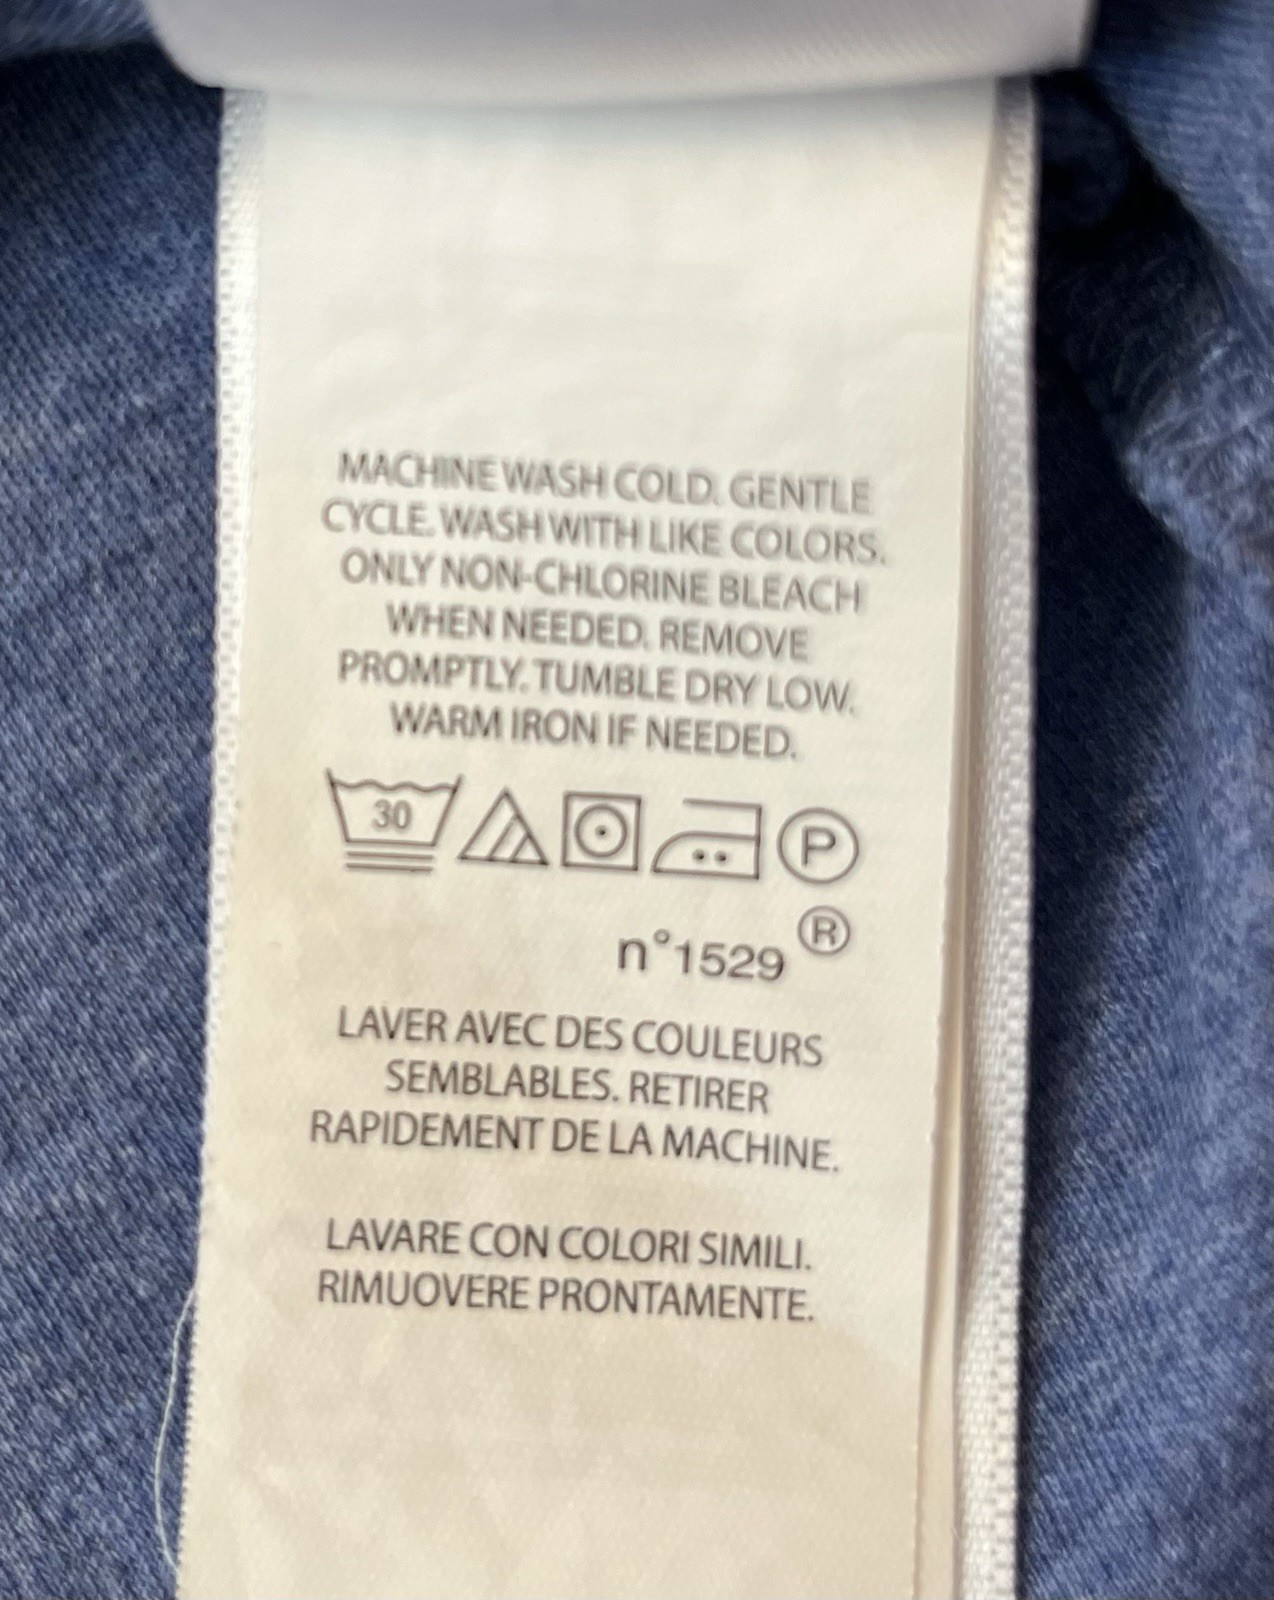 MACHINE WASH COLD. GENTLE
CYCLE. WASH WITH LIKE COLORS.
ONLY NON-CHLORINE BLEACH
WHEN NEEDED. REMOVE
PROMPTLY. TUMBLE DRY LOW.
WARM IRON IF NEEDED.
30 P
n°1529 ®
LAVER AVEC DES COULEURS
SEMBLABLES. RETIRER
RAPIDEMENT DE LA MACHINE.
LAVARE CON COLORI SIMILI.
RIMUOVERE PRONTAMENTE.